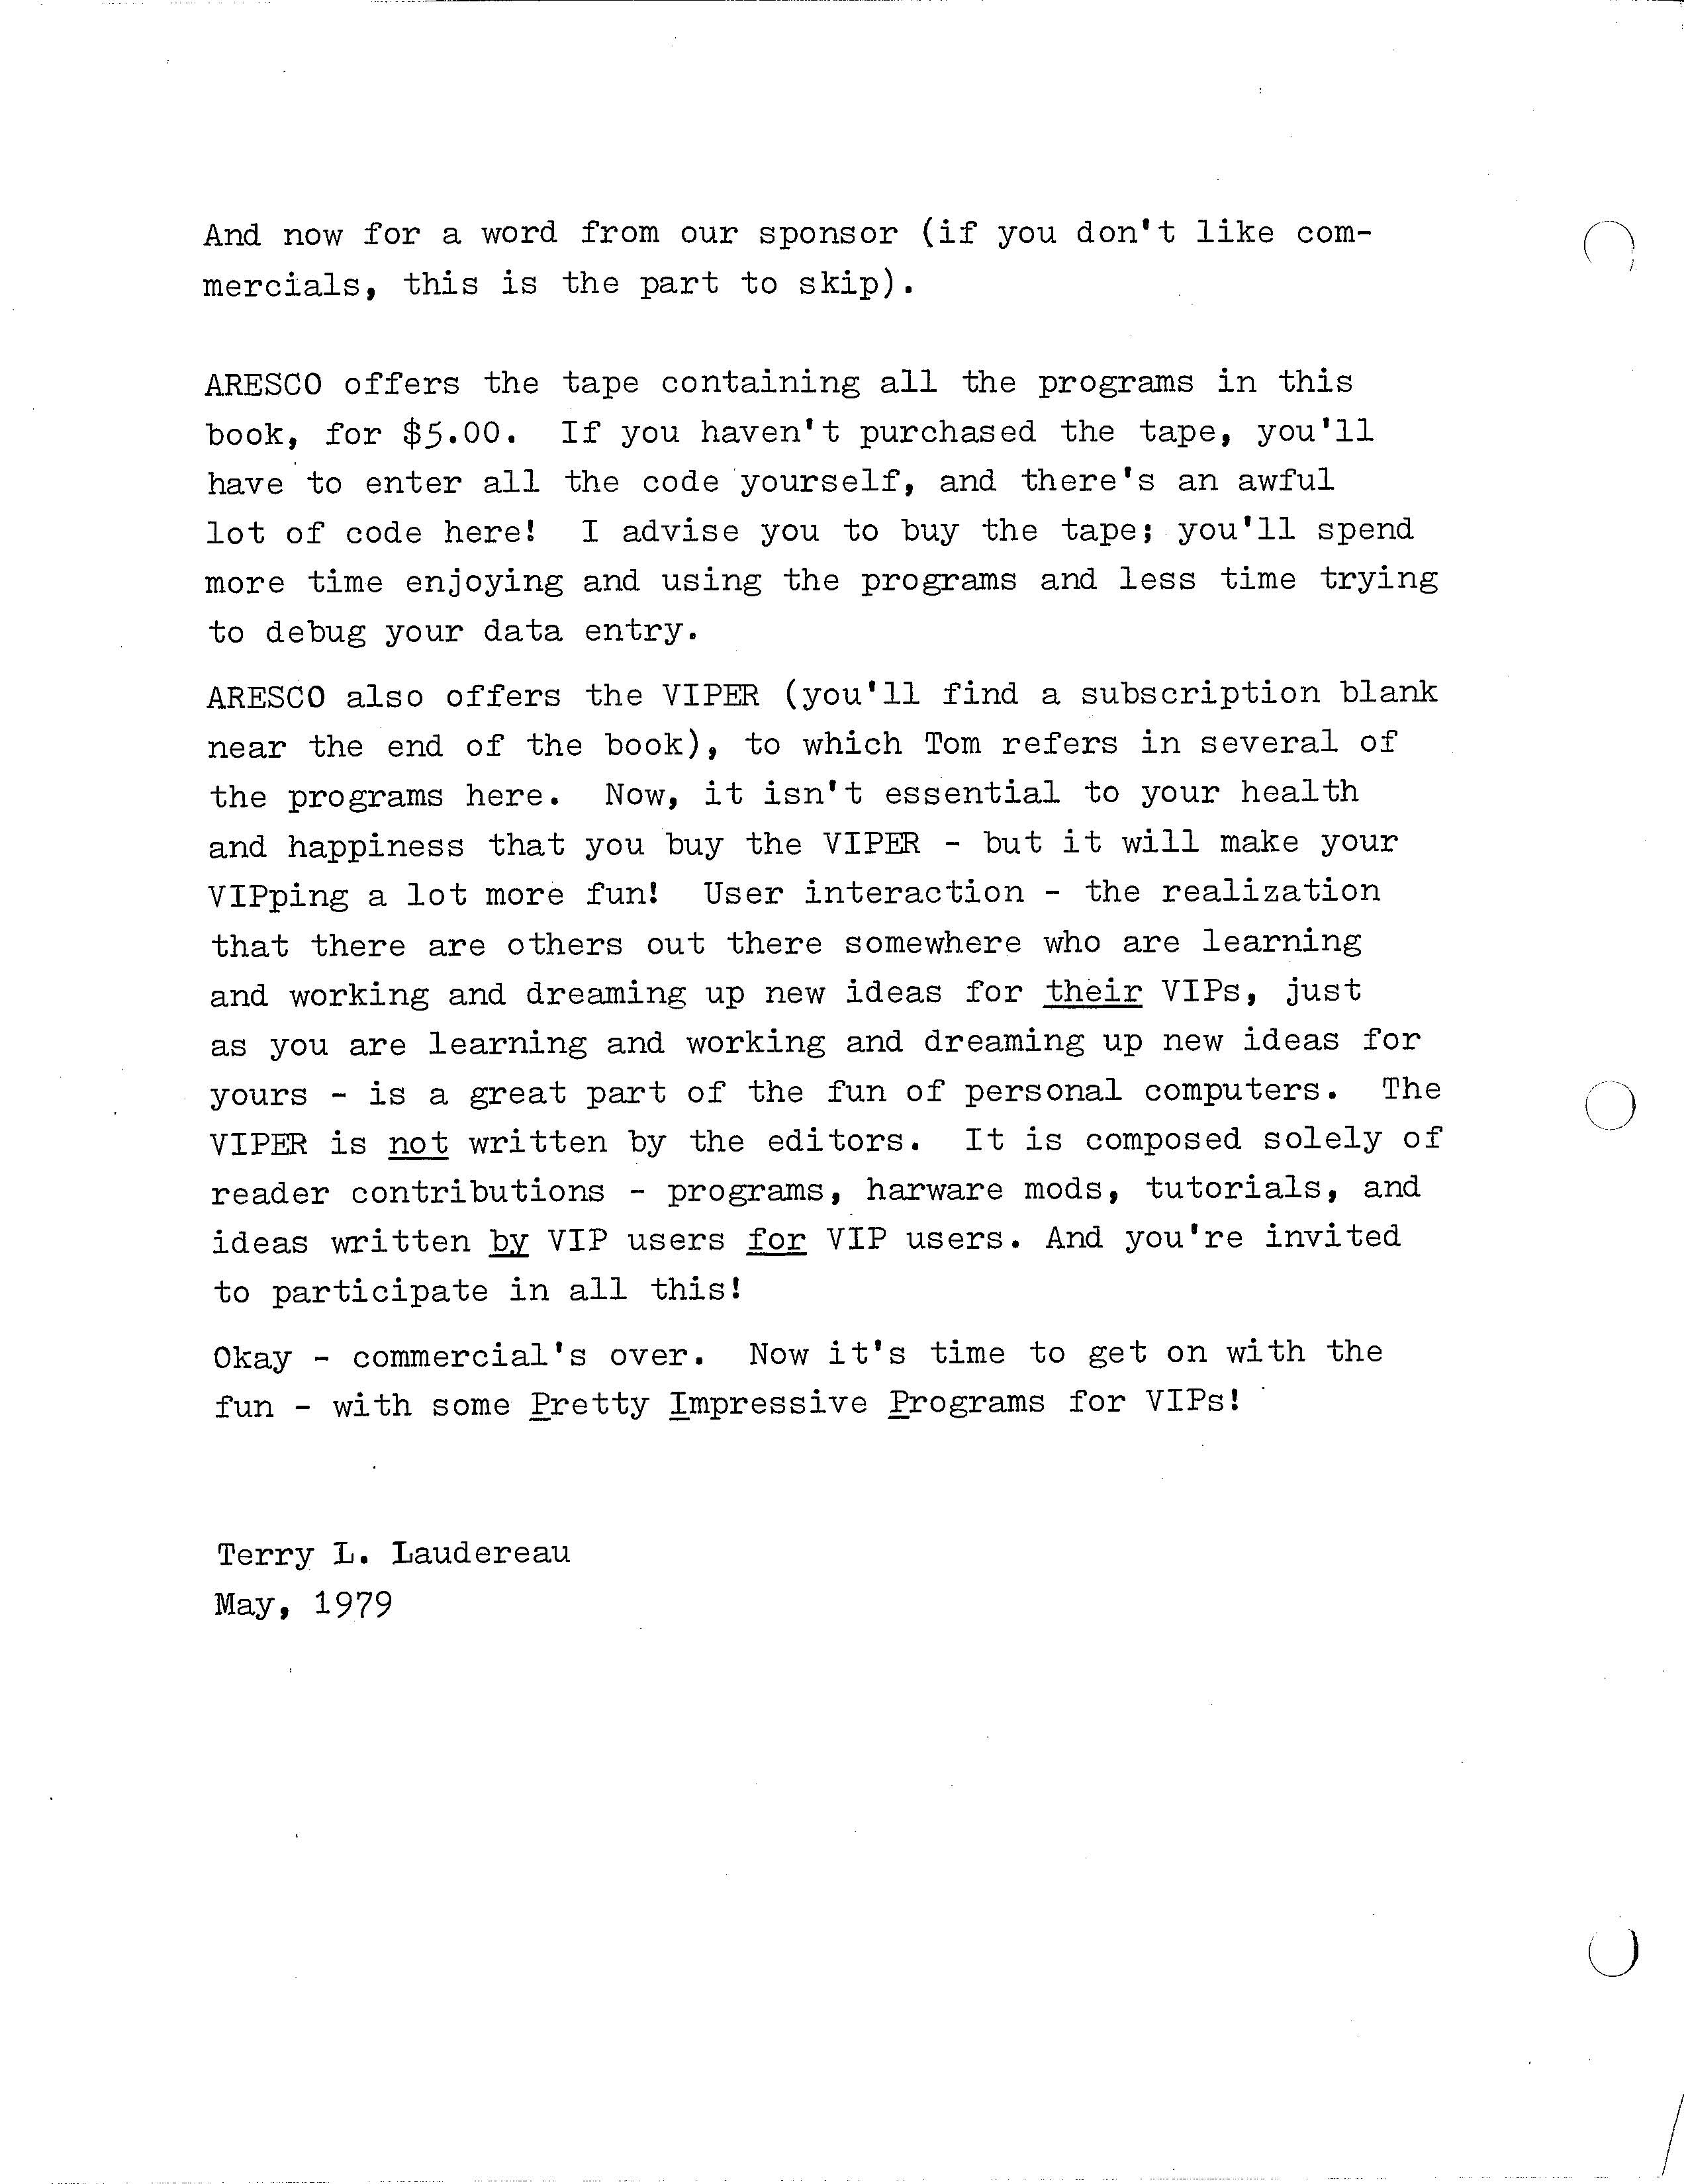 And now for a word from our sponsor (if you don't like com-
mercials, this is the part to skip).
ARESCO offers the tape containing all the programs in this
book, for $5.00. If you haven't purchased the tape, you'll
have to enter all the code yourself, and there's an awful
lot of code here! I advise you to buy the tape; you'll spend
more time enjoying and using the programs and less time trying
to debug your data entry.
ARESCO also offers the VIPER (you'll find a subscription blank
near the end of the book), to which Tom refers in several of
the programs here. Now, it isn't essential to your health
and happiness that you buy the VIPER - but it will make your
VIPping a lot more fun! User interaction - the realization
that there are others out there somewhere who are learning
and working and dreaming up new ideas for their VIPs, just
as you are learning and working and dreaming up new ideas for
yours - is a great part of the fun of personal computers. The
VIPER is not written by the editors. It is composed solely of
reader contributions - programs, harware mods, tutorials, and
ideas written by VIP users for VIP users. And you're invited
to participate in all this!
Okay - commercial's over. Now it's time to get on with the
fun - with some Pretty Impressive Programs for VIPs!
Terry L. Laudereau
May, 1979